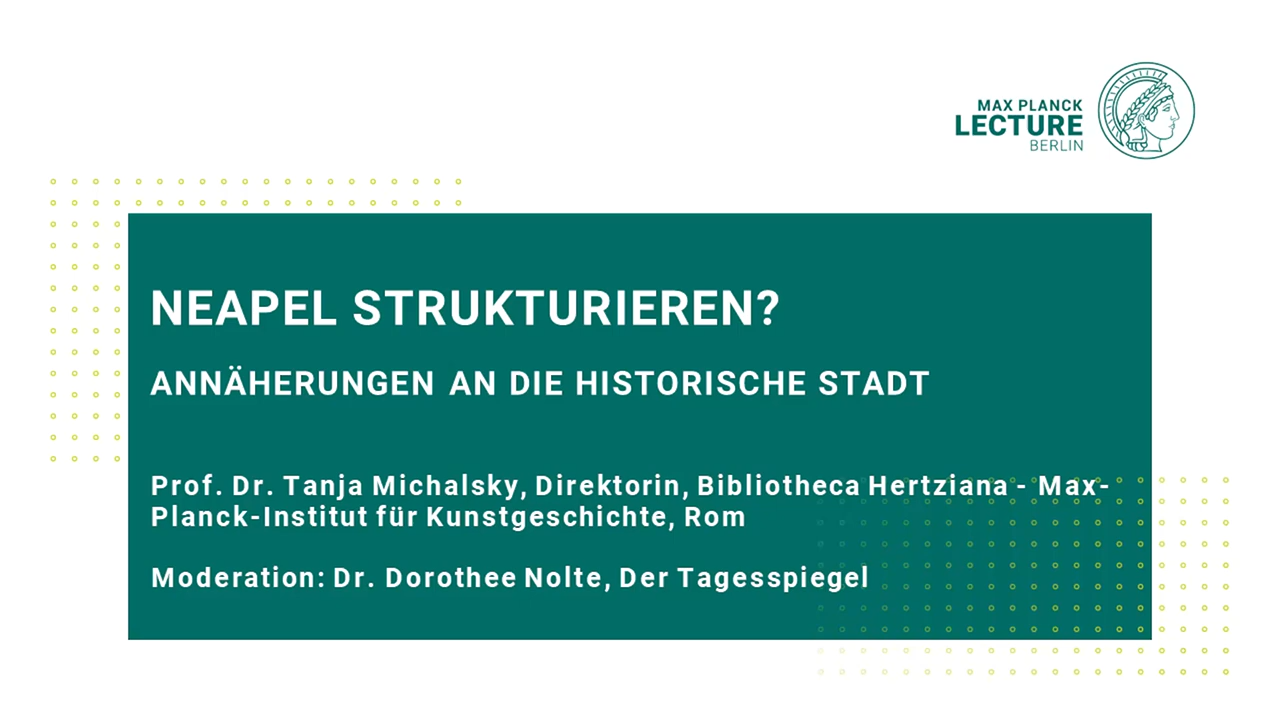 MAX PLANCK
LECTURE
BERLIN
NEAPEL STRUKTURIEREN?
ANNÄHERUNGEN AN DIE HISTORISCHE STADT
Prof. Dr. Tanja Michalsky, Direktorin, Bibliotheca Hertziana - Max-
Planck-Institut für Kunstgeschichte, Rom
Moderation: Dr. Dorothee Nolte, Der Tagesspiegel